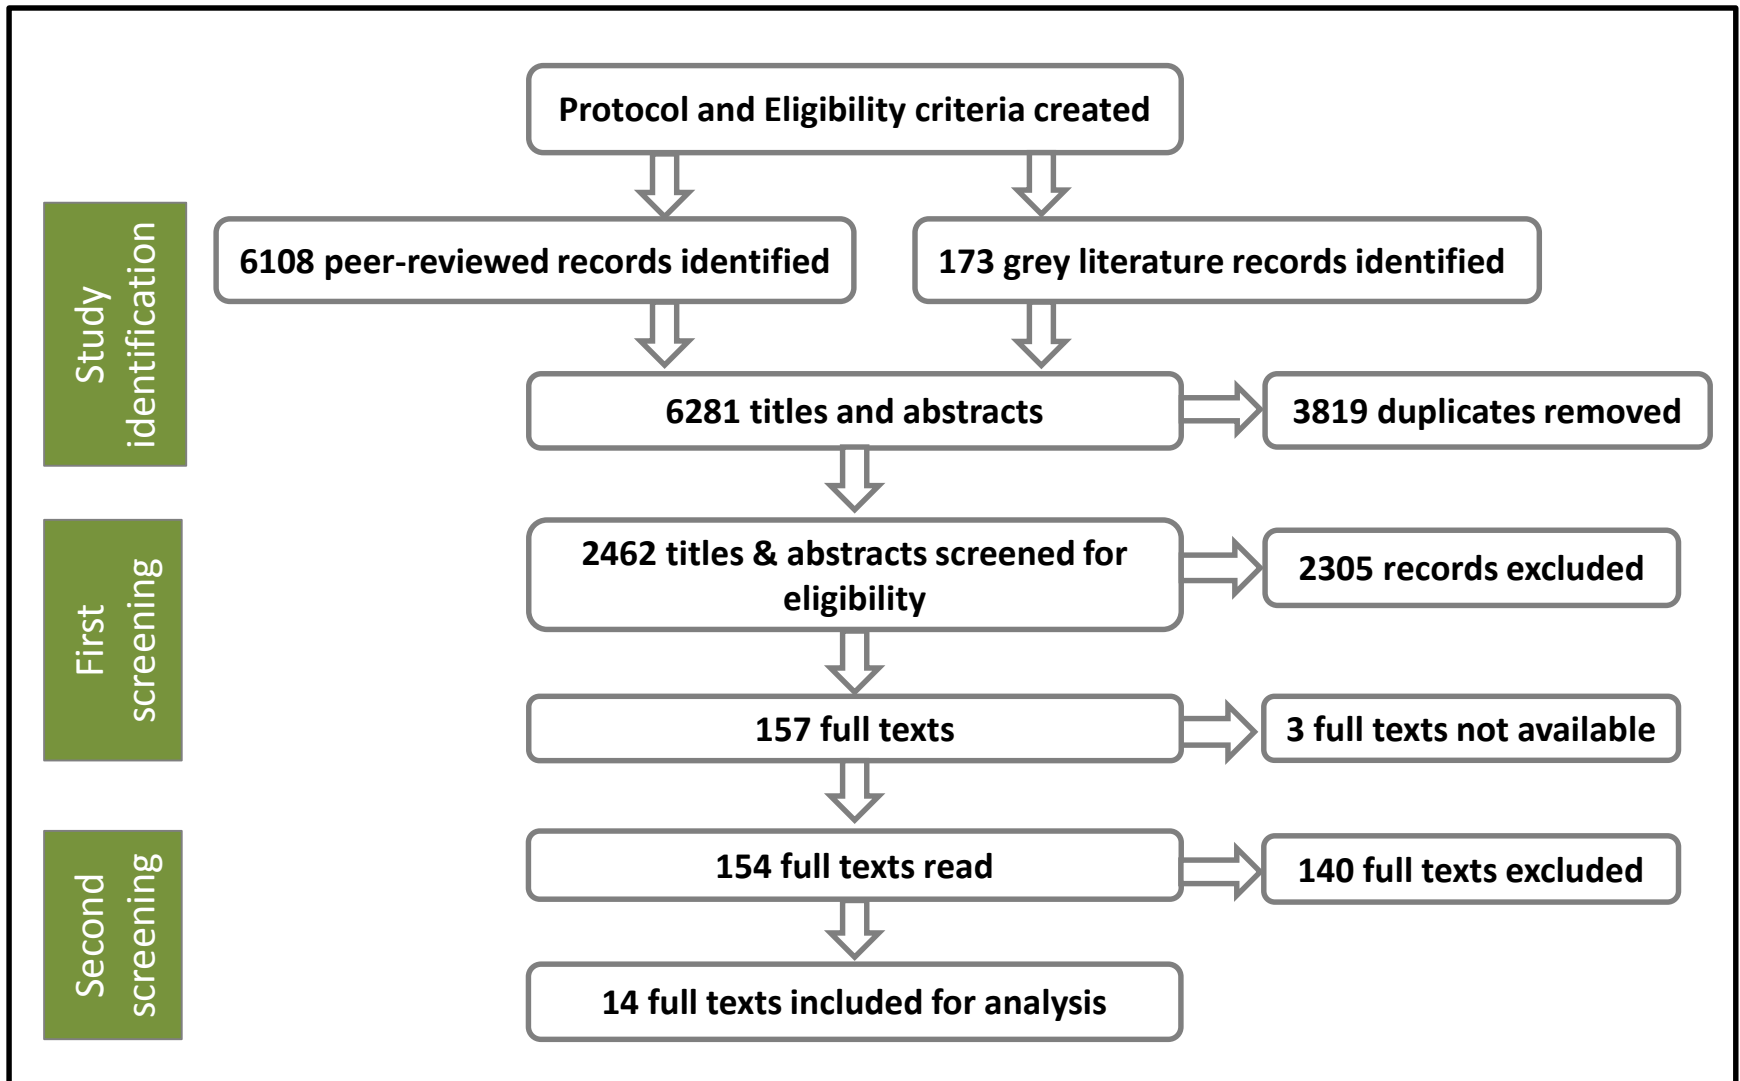 Protocol and Eligibility criteria created
Study
identification
6108 peer-reviewed records identified
173 grey literature records identified
6281 titles and abstracts
3819 duplicates removed
First
screening
2462 titles & abstracts screened for
eligibility
2305 records excluded
157 full texts
3 full texts not available
Second
screening
154 full texts read
140 full texts excluded
14 full texts included for analysis